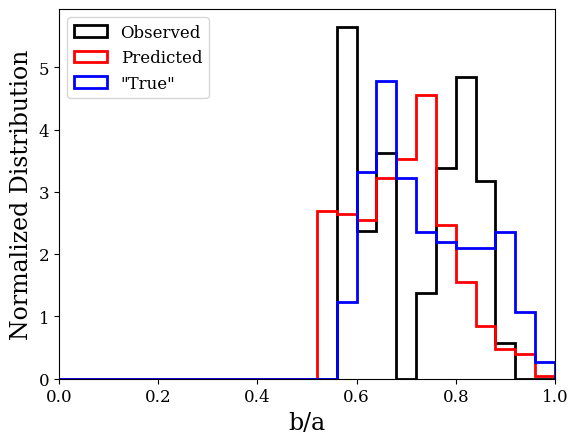 Observed
Predicted
"True"
Normalized Distribution
5
4
3
2
1
0
0.0 0.2 0.4 0.6 0.8 1.0
b/a